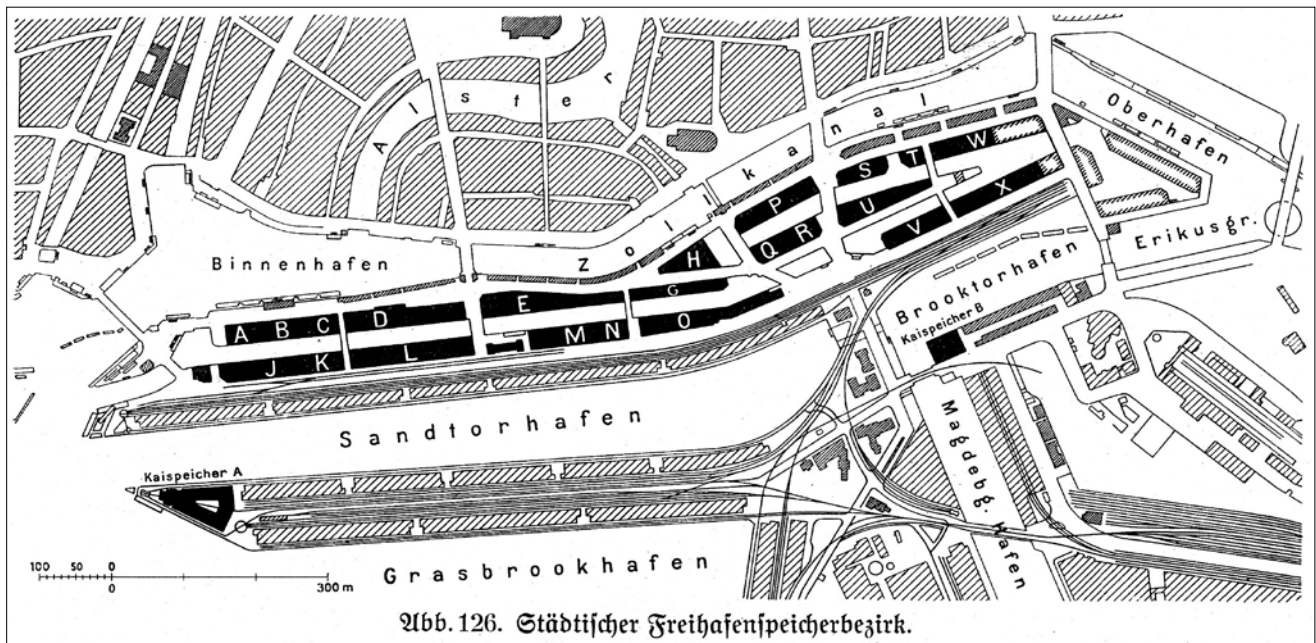 Alster
Oberhafen
Zollkanal
Binnenhafen
Erikusgr.
Brooktorhafen
Kaispeicher B
S T W
P U X
Q R V
H
G
E
A B C D
M N O
J K L
Sandtorhafen
Magdebg. Hafen
Kaispeicher A
Grasbrookhafen
100 50 0
0 300 m
Abb. 126. Städtischer Freihafenspeicherbezirk.